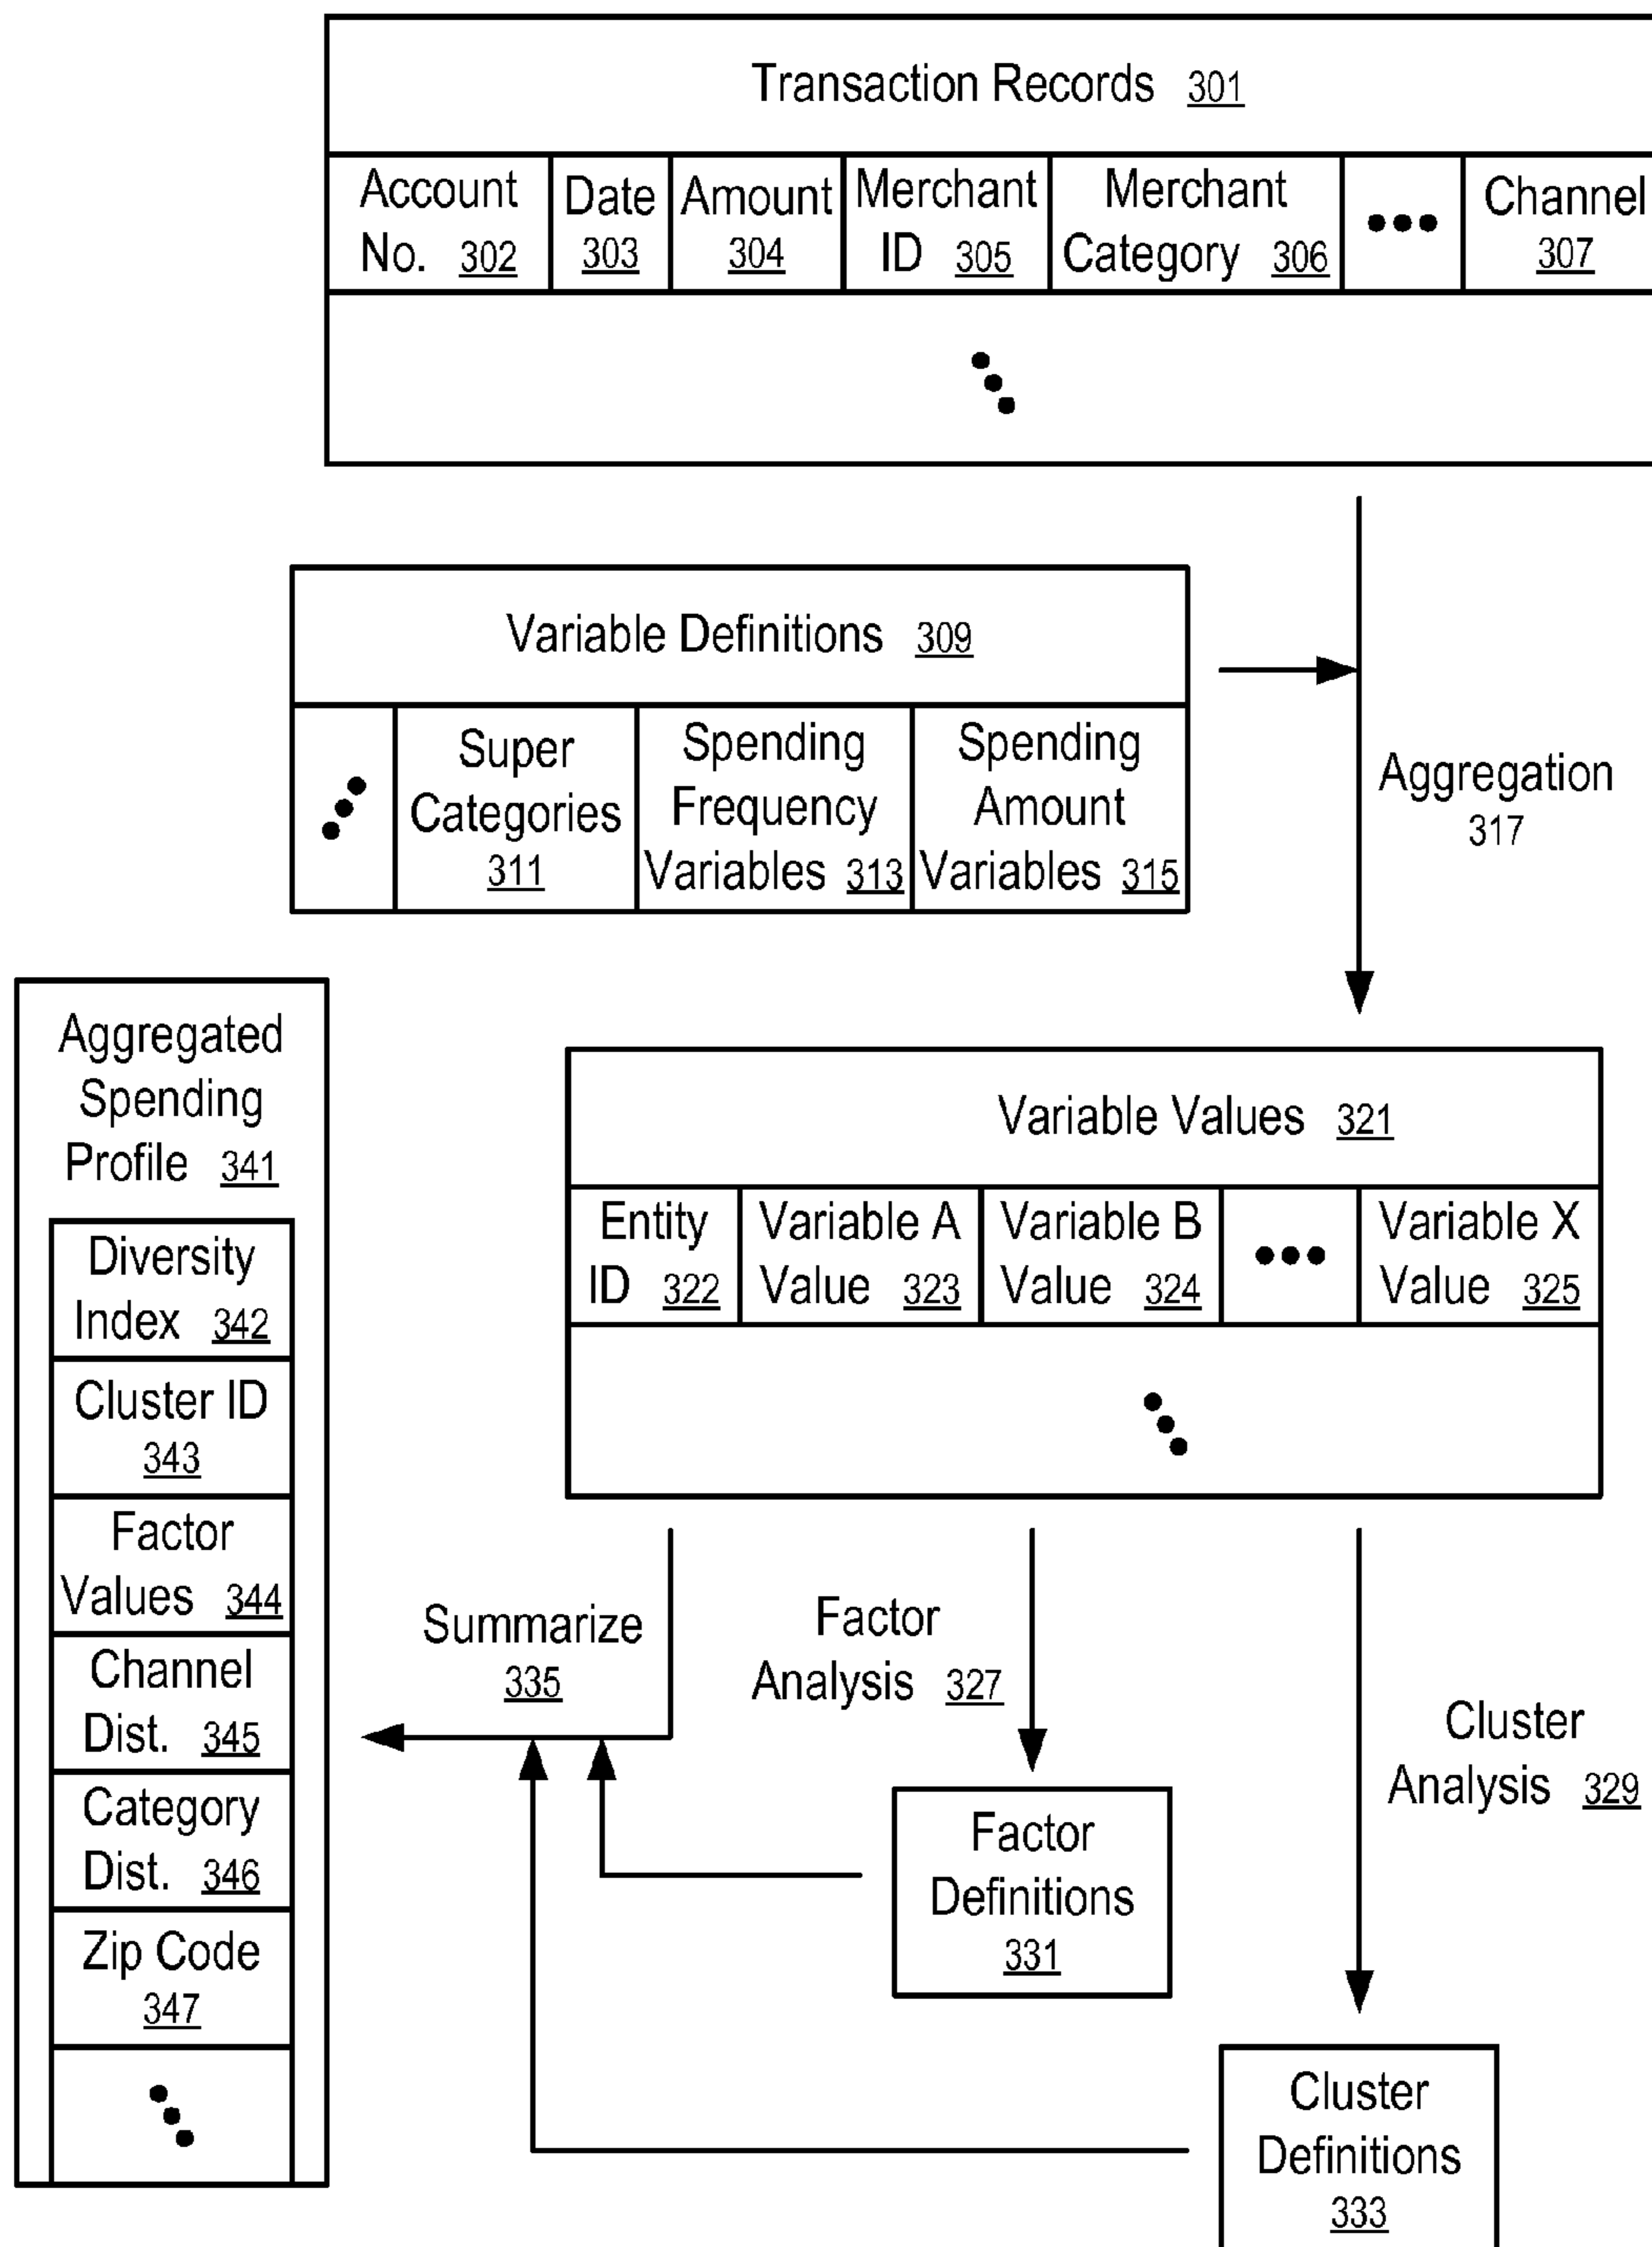 Transaction Records 301
Account No. 302
Date 303
Amount 304
Merchant ID 305
Merchant Category 306
•••
Channel 307
Variable Definitions 309
Super
Categories
311
Spending
Frequency
Variables 313
Spending
Amount
Variables 315
Aggregation
317
Aggregated
Spending
Profile 341
Diversity
Index 342
Cluster ID
343
Factor
Values 344
Channel
Dist. 345
Category
Dist. 346
Zip Code
347
Variable Values 321
Entity
ID 322
Variable A
Value 323
Variable B
Value 324
•••
Variable X
Value 325
Summarize
335
Factor
Analysis 327
Cluster
Analysis 329
Factor
Definitions
331
Cluster
Definitions
333